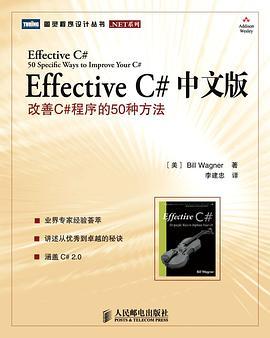 TURING 图灵程序设计丛书 .NET系列
Addison
Wesley
Effective C#
50 Specific Ways to Improve Your C#
Effective C# 中文版
改善C#程序的50种方法
[美] Bill Wagner 著
李建忠 译
业界专家经验荟萃
讲述从优秀到卓越的秘诀
涵盖 C# 2.0
Effective
C#
人民邮电出版社
POSTS & TELECOM PRESS